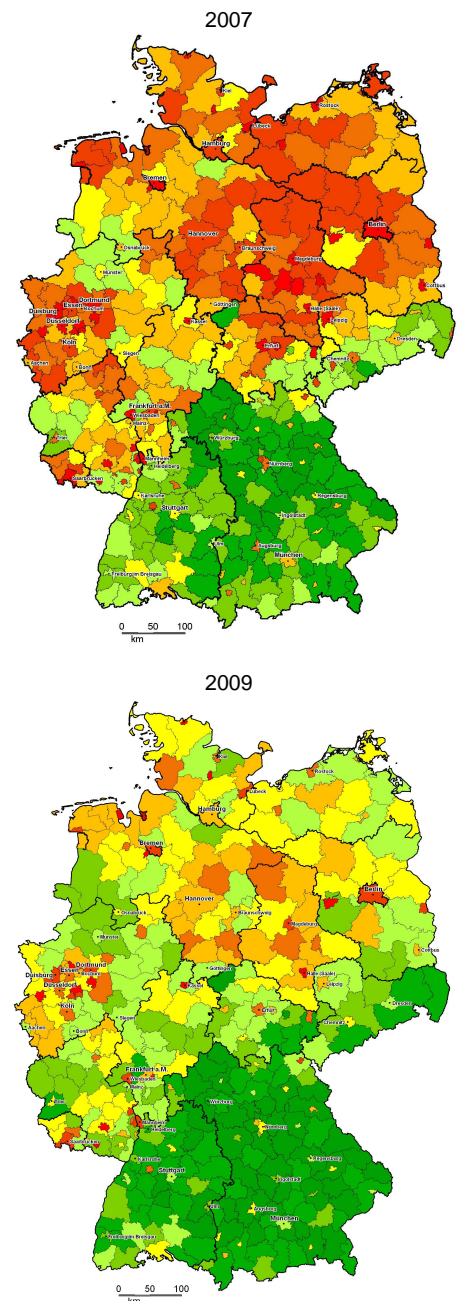 2007
Kiel
Rostock
Lübeck
Hamburg
Bremen
Berlin
Hannover
Braunschweig
Osnabrück
Magdeburg
Münster
Cottbus
Dortmund
Essen
Bochum
Duisburg
Göttingen
Halle (Saale)
Düsseldorf
Kassel
Leipzig
Köln
Dresden
Erfurt
Siegen
Chemnitz
Aachen
Bonn
Frankfurt a.M.
Wiesbaden
Mainz
Trier
Würzburg
Mannheim
Nürnberg
Heidelberg
Saarbrücken
Karlsruhe
Regensburg
Stuttgart
Ingolstadt
Ulm
Augsburg
München
Freiburg im Breisgau
0 50 100
km
2009
Kiel
Rostock
Lübeck
Hamburg
Bremen
Berlin
Hannover
Braunschweig
Osnabrück
Magdeburg
Münster
Cottbus
Dortmund
Essen
Bochum
Duisburg
Göttingen
Halle (Saale)
Düsseldorf
Kassel
Leipzig
Köln
Dresden
Erfurt
Siegen
Chemnitz
Aachen
Bonn
Frankfurt a.M.
Wiesbaden
Mainz
Trier
Würzburg
Mannheim
Nürnberg
Heidelberg
Saarbrücken
Karlsruhe
Regensburg
Stuttgart
Ingolstadt
Ulm
Augsburg
München
Freiburg im Breisgau
0 50 100
km